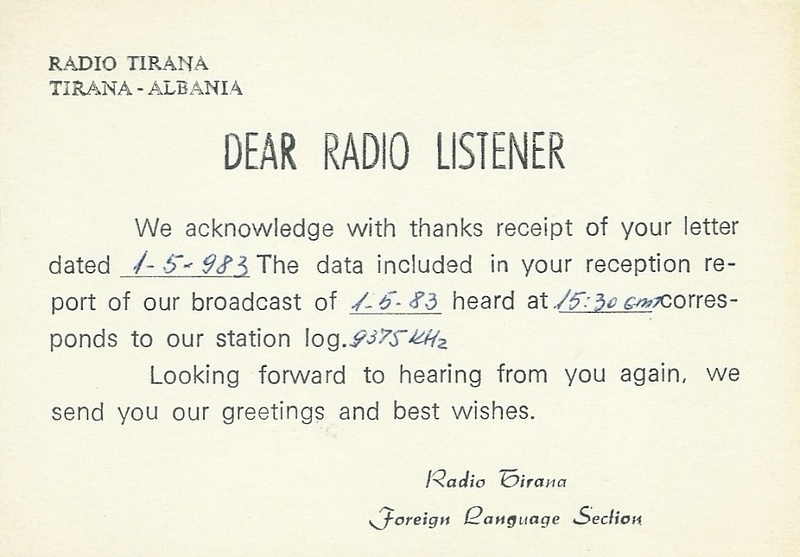 RADIO TIRANA
TIRANA-ALBANIA
DEAR RADIO LISTENER
We acknowledge with thanks receipt of your letter
dated 1-5-983 The data included in your reception re-
port of our broadcast of 1-5-83 heard at 15:30 GMT corres-
ponds to our station log. 9375 KHz
Looking forward to hearing from you again, we
send you our greetings and best wishes.
Radio Tirana
Foreign Language Section